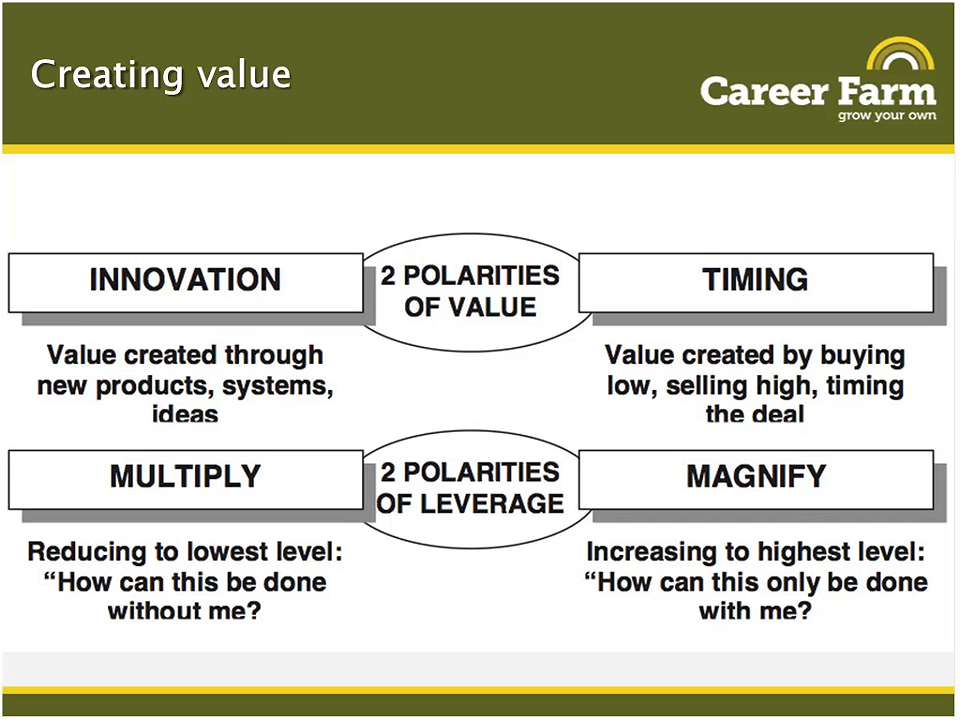 Creating value
Career Farm
grow your own
INNOVATION
2 POLARITIES
OF VALUE
TIMING
Value created through
new products, systems,
ideas
Value created by buying
low, selling high, timing
the deal
MULTIPLY
2 POLARITIES
OF LEVERAGE
MAGNIFY
Reducing to lowest level:
“How can this be done
without me?
Increasing to highest level:
“How can this only be done
with me?